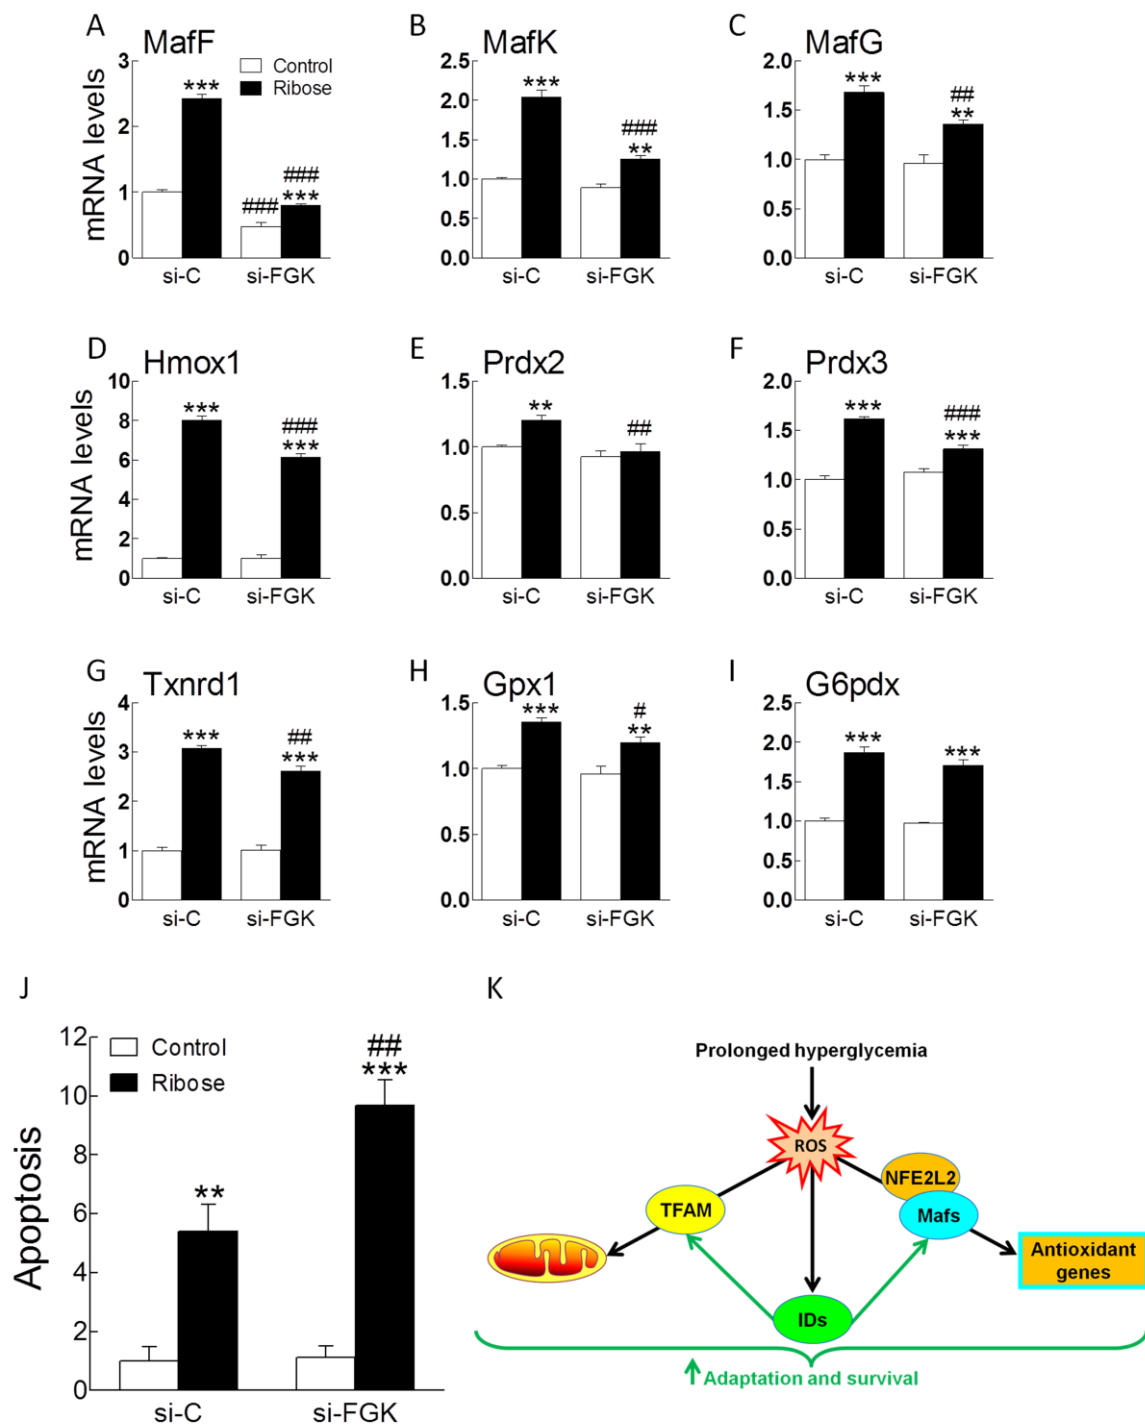 A
MafF
mRNA levels
3
2
1
0
Control
Ribose
***
###
###
***
si-C
si-FGK
B
MafK
2.5
2.0
1.5
1.0
0.5
0.0
***
###
**
si-C
si-FGK
C
MafG
2.0
1.5
1.0
0.5
0.0
***
##
**
si-C
si-FGK
D
Hmox1
mRNA levels
10
8
6
4
2
0
***
###
***
si-C
si-FGK
E
Prdx2
1.5
1.0
0.5
0.0
**
##
si-C
si-FGK
F
Prdx3
2.0
1.5
1.0
0.5
0.0
***
###
***
si-C
si-FGK
G
Txnrd1
mRNA levels
4
3
2
1
0
***
##
***
si-C
si-FGK
H
Gpx1
1.5
1.0
0.5
0.0
***
#
**
si-C
si-FGK
I
G6pdx
2.5
2.0
1.5
1.0
0.5
0.0
***
***
si-C
si-FGK
J
Apoptosis
12
10
8
6
4
2
0
Control
Ribose
**
##
***
si-C
si-FGK
K
Prolonged hyperglycemia
ROS
NFE2L2
TFAM
Mafs
Antioxidant
genes
IDs
Adaptation and survival